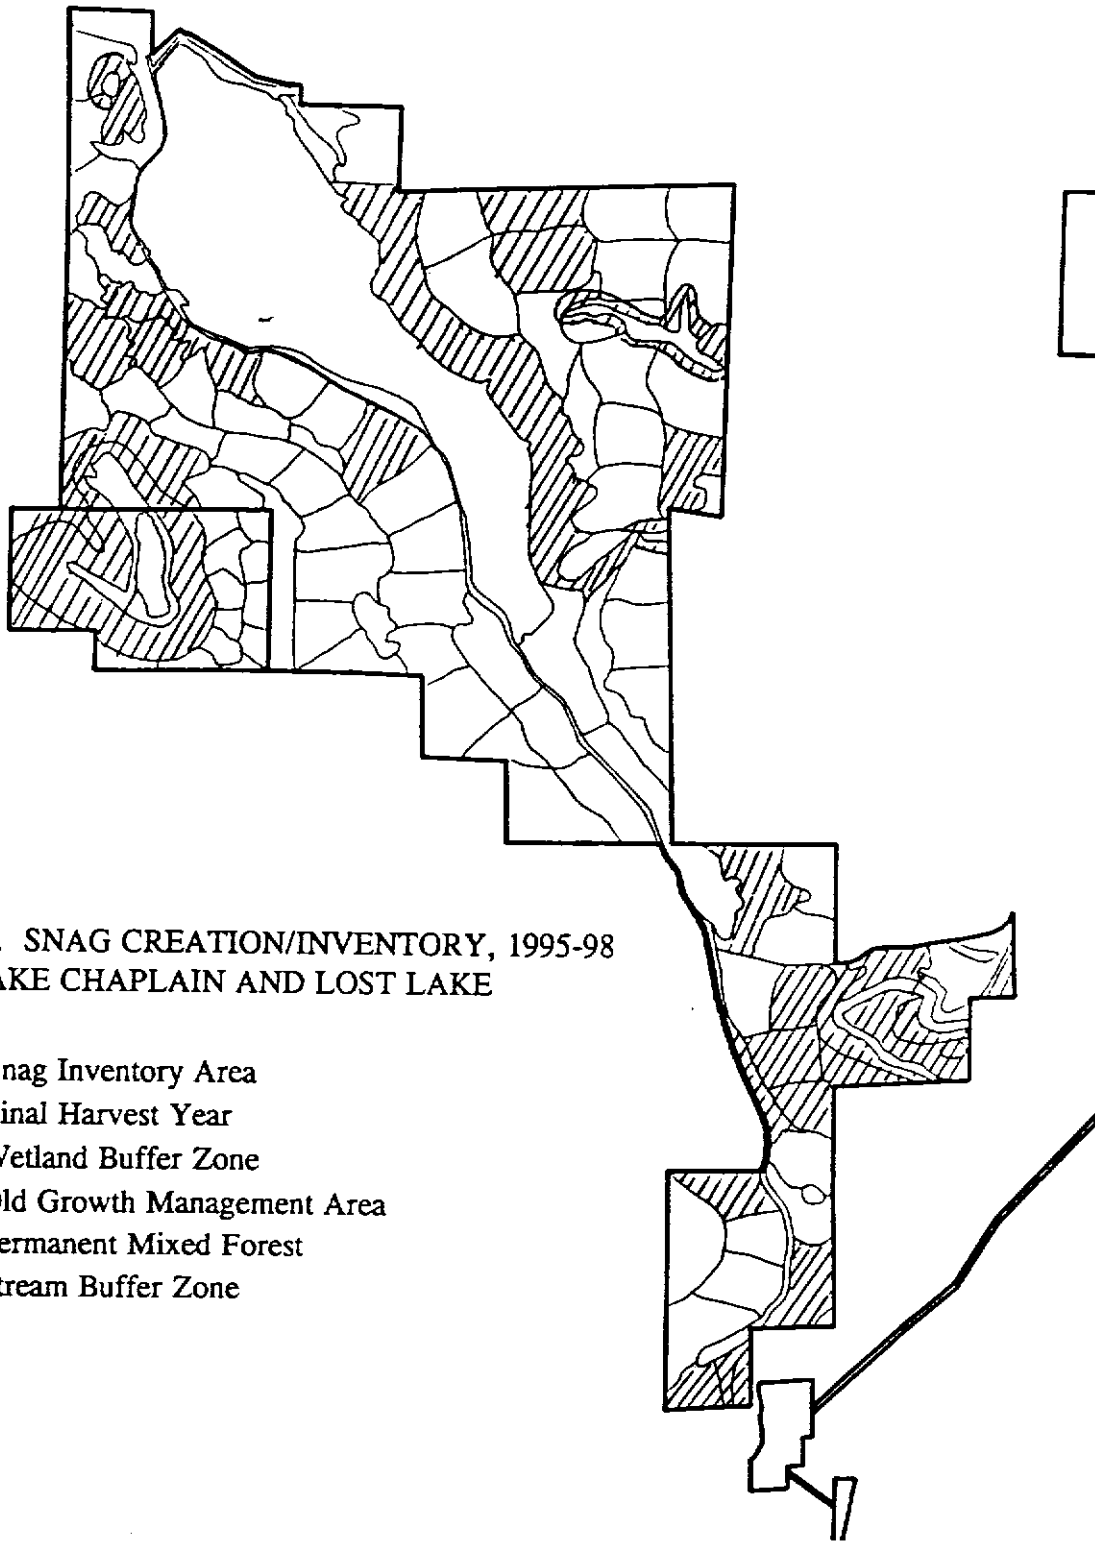 . SNAG CREATION/INVENTORY, 1995-98
AKE CHAPLAIN AND LOST LAKE
nag Inventory Area
inal Harvest Year
etland Buffer Zone
ld Growth Management Area
ermanent Mixed Forest
tream Buffer Zone